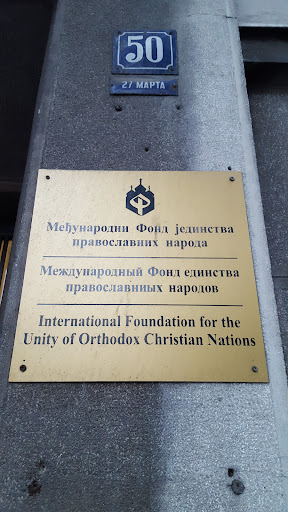 50
27 МАРТА
Међународни Фонд јединства
православних народа
Международный Фонд единства
православниых народов
International Foundation for the
Unity of Orthodox Christian Nations